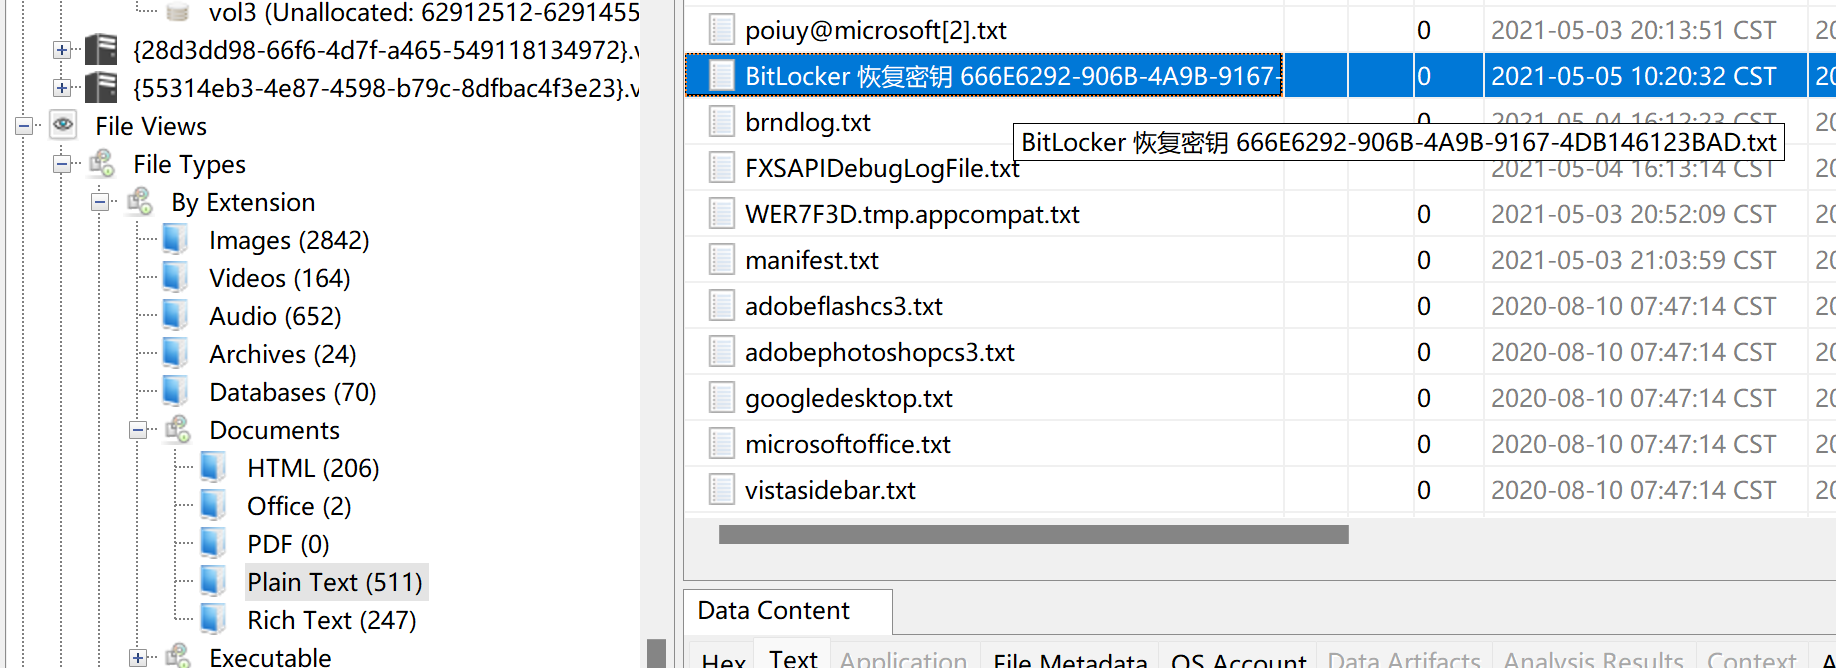 vol3 (Unallocated: 62912512-6291455
{28d3dd98-66f6-4d7f-a465-549118134972}.v
{55314eb3-4e87-4598-b79c-8dfbac4f3e23}.v
File Views
File Types
By Extension
Images (2842)
Videos (164)
Audio (652)
Archives (24)
Databases (70)
Documents
HTML (206)
Office (2)
PDF (0)
Plain Text (511)
Rich Text (247)
Executable
poiuy@microsoft[2].txt 0 2021-05-03 20:13:51 CST 20
BitLocker 恢复密钥 666E6292-906B-4A9B-9167- 0 2021-05-05 10:20:32 CST 20
brndlog.txt 0 2021-05-04 16:12:23 CST 20
BitLocker 恢复密钥 666E6292-906B-4A9B-9167-4DB146123BAD.txt
FXSAPIDebugLogFile.txt 2021-05-04 16:13:14 CST 20
WER7F3D.tmp.appcompat.txt 0 2021-05-03 20:52:09 CST 20
manifest.txt 0 2021-05-03 21:03:59 CST 20
adobeflashcs3.txt 0 2020-08-10 07:47:14 CST 20
adobephotoshopcs3.txt 0 2020-08-10 07:47:14 CST 20
googledesktop.txt 0 2020-08-10 07:47:14 CST 20
microsoftoffice.txt 0 2020-08-10 07:47:14 CST 20
vistasidebar.txt 0 2020-08-10 07:47:14 CST 20
Data Content
Hex Text Application File Metadata OS Account Data Artifacts Analysis Results Context A